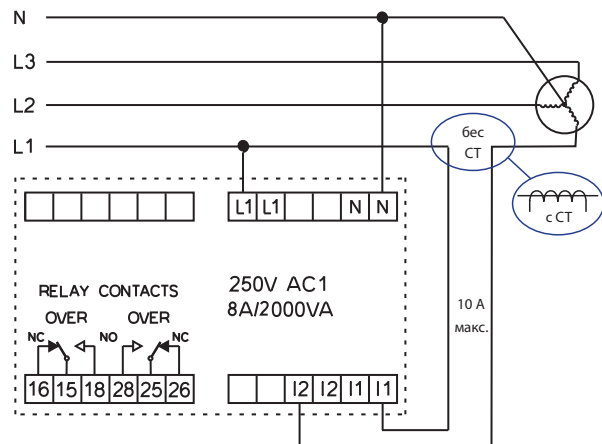 N
L3
L2
L1
бес
СТ
с СТ
L1 L1 N N
250V AC1
8A/2000VA
RELAY CONTACTS
OVER OVER
NC NO NC
16 15 18 28 25 26
I2 I2 I1 I1
10 А
макс.